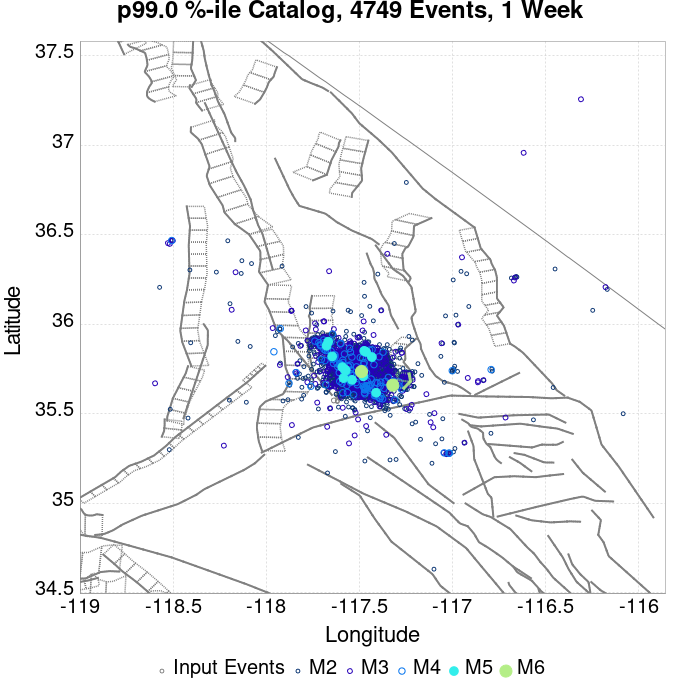 p99.0 %-ile Catalog, 4749 Events, 1 Week
37.5
37
36.5
36
35.5
35
34.5
Latitude
-119 -118.5 -118 -117.5 -117 -116.5 -116
Longitude
Input Events M2 M3 M4 M5 M6